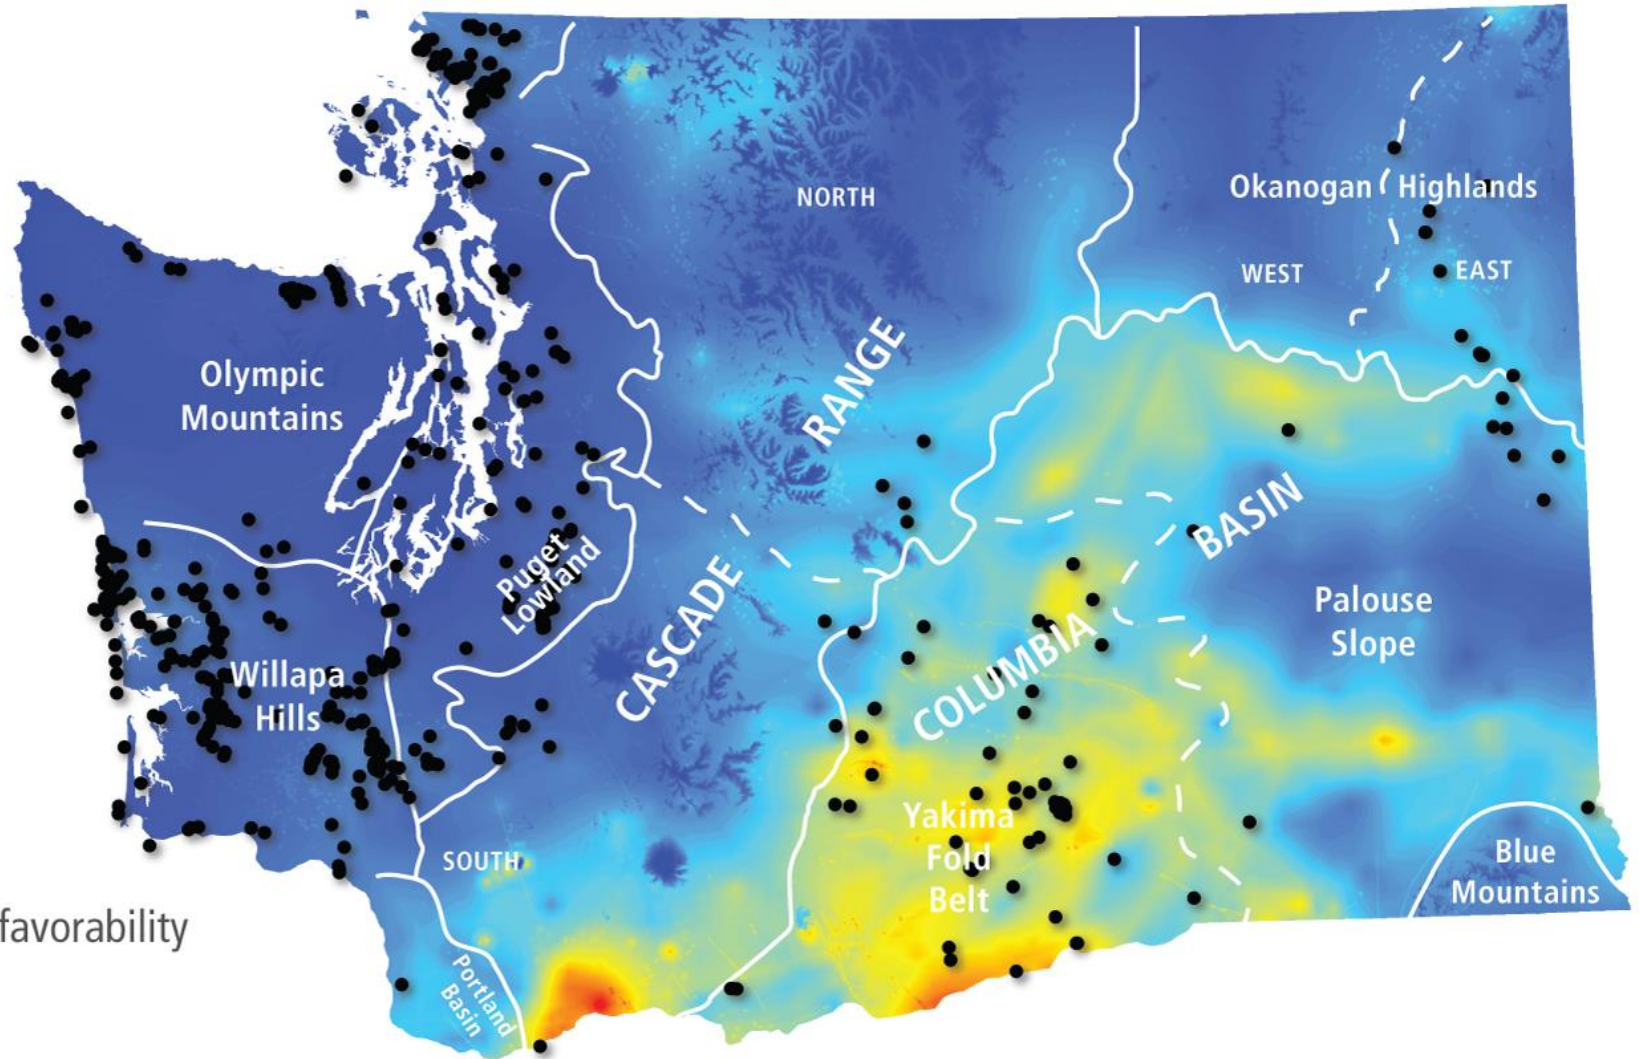 NORTH
Okanogan Highlands
WEST
EAST
Olympic
Mountains
CASCADE RANGE
Puget
Lowland
COLUMBIA BASIN
Palouse
Slope
Willapa
Hills
Yakima
Fold
Belt
SOUTH
Blue
Mountains
favorability
Portland
Basin